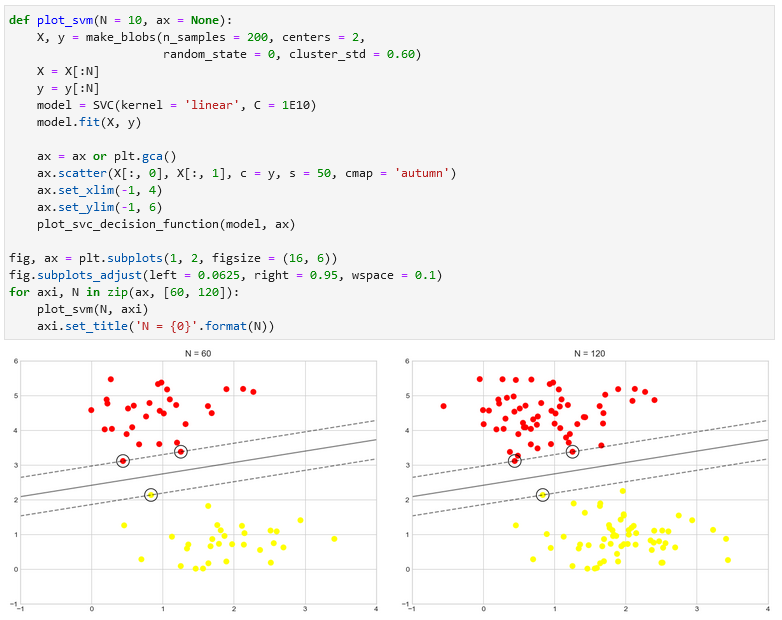 def plot_svm(N = 10, ax = None):
    X, y = make_blobs(n_samples = 200, centers = 2,
                      random_state = 0, cluster_std = 0.60)
    X = X[:N]
    y = y[:N]
    model = SVC(kernel = 'linear', C = 1E10)
    model.fit(X, y)

    ax = ax or plt.gca()
    ax.scatter(X[:, 0], X[:, 1], c = y, s = 50, cmap = 'autumn')
    ax.set_xlim(-1, 4)
    ax.set_ylim(-1, 6)
    plot_svc_decision_function(model, ax)

fig, ax = plt.subplots(1, 2, figsize = (16, 6))
fig.subplots_adjust(left = 0.0625, right = 0.95, wspace = 0.1)
for axi, N in zip(ax, [60, 120]):
    plot_svm(N, axi)
    axi.set_title('N = {0}'.format(N))
N = 60
6
5
4
3
2
1
0
−1
−1 0 1 2 3 4
N = 120
6
5
4
3
2
1
0
−1
−1 0 1 2 3 4